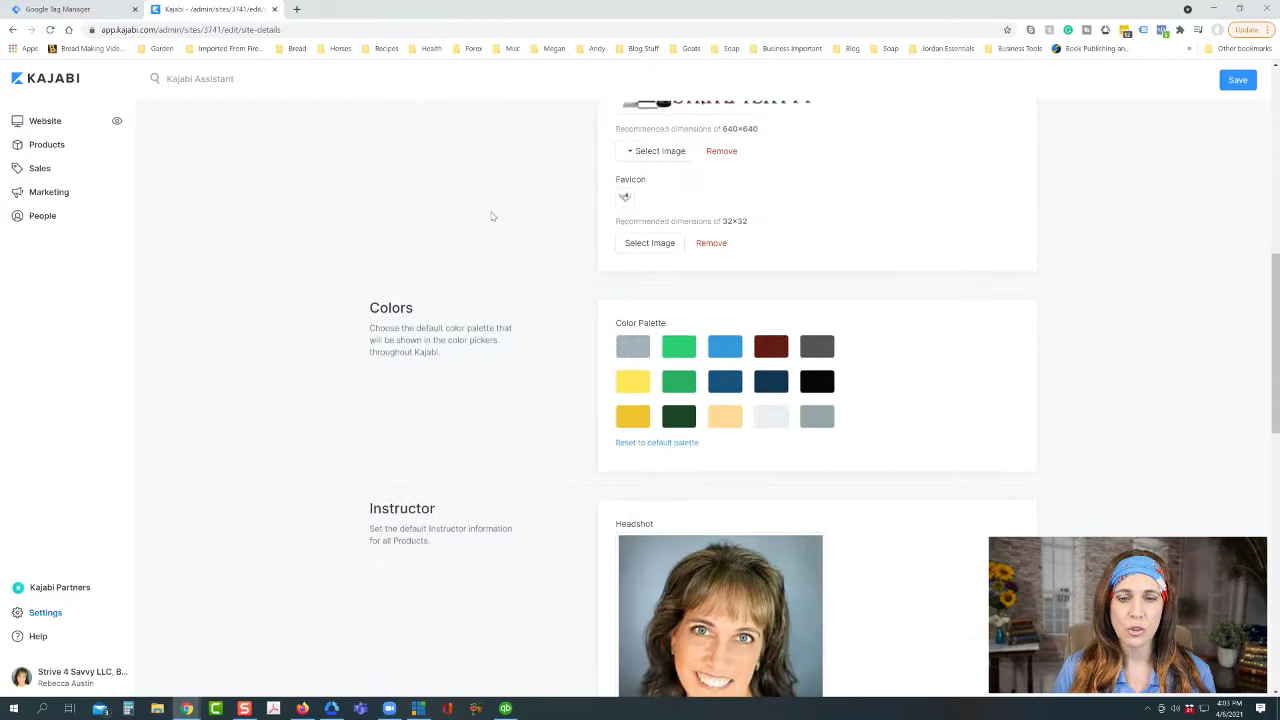 Google Tag Manager
Kajabi - /admin/sites/3741/edit/
app.kajabi.com/admin/sites/3741/edit/site-details
Update
Apps
Bread Making Vide...
Garden
Imported From Firef...
Bread
Horses
Recipes
Health
Forex
Misc
Megan
Andy
Blog Stuff
Goats
Soap
Business Important
Blog
Soap
Jordan Essentials
Business Tools
Book Publishing an...
»
Other bookmarks
KAJABI
Kajabi Assistant
Save
Website
Products
Sales
Marketing
People
Recommended dimensions of 640×640
Select Image
Remove
Favicon
Recommended dimensions of 32×32
Select Image
Remove
Colors
Choose the default color palette that
will be shown in the color pickers
throughout Kajabi.
Color Palette
Reset to default palette
Instructor
Set the default Instructor information
for all Products.
Headshot
Kajabi Partners
Settings
Help
Strive 4 Savvy LLC, B...
Rebecca Austin
4:03 PM
4/6/2021